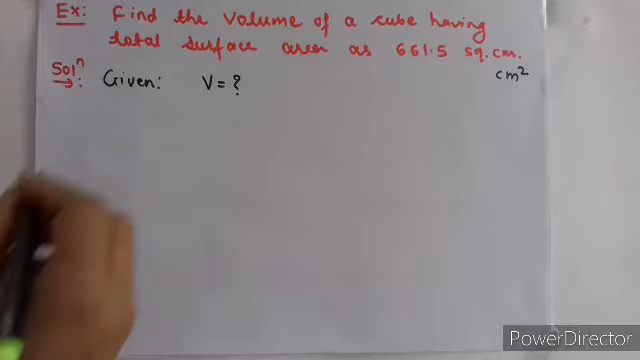 Ex: Find the volume of a cube having
total surface area as 661.5 sq.cm.
cm²
Solⁿ: Given: V = ?
PowerDirector